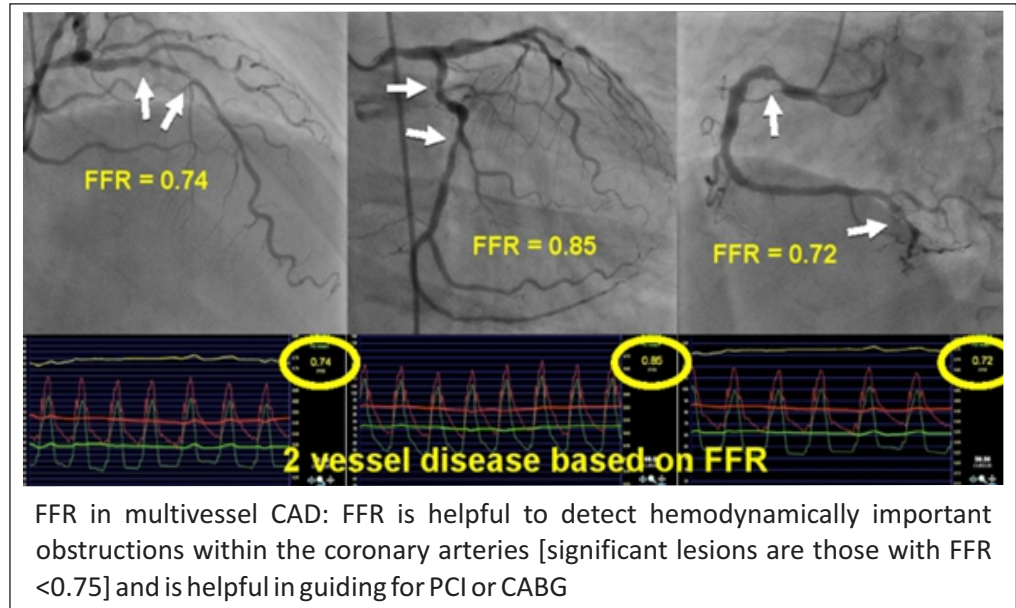 FFR = 0.74
FFR = 0.85
FFR = 0.72
0.74
0.85
0.72
2 vessel disease based on FFR
FFR in multivessel CAD: FFR is helpful to detect hemodynamically important
obstructions within the coronary arteries [significant lesions are those with FFR
<0.75] and is helpful in guiding for PCI or CABG